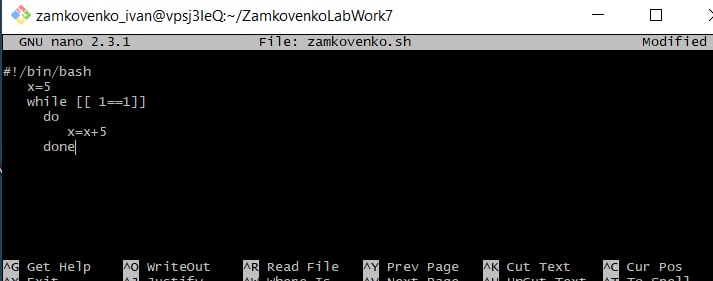 zamkovenko_ivan@vpsj3IeQ:~/ZamkovenkoLabWork7
GNU nano 2.3.1 File: zamkovenko.sh Modified
#!/bin/bash
x=5
while [[ 1==1]]
do
x=x+5
done
^G Get Help ^O WriteOut ^R Read File ^Y Prev Page ^K Cut Text ^C Cur Pos
^X Exit ^J Justify ^W Where Is ^V Next Page ^U UnCut Text ^T To Spell